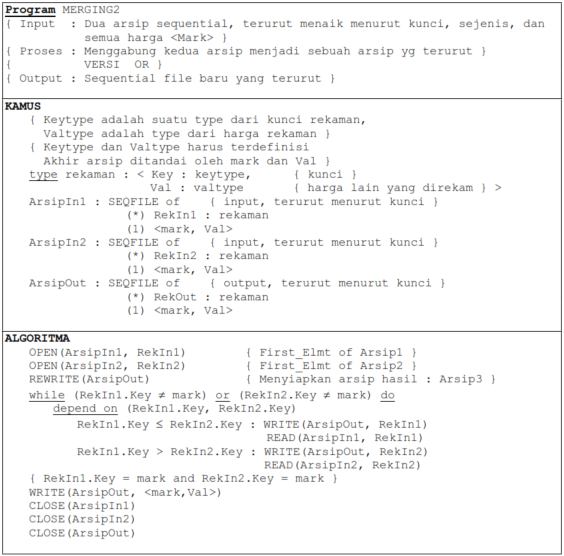 Program MERGING2
{ Input  : Dua arsip sequential, terurut menaik menurut kunci, sejenis, dan
           semua harga <Mark> }
{ Proses : Menggabung kedua arsip menjadi sebuah arsip yg terurut }
{          VERSI  OR }
{ Output : Sequential file baru yang terurut }
KAMUS
{ Keytype adalah suatu type dari kunci rekaman,
  Valtype adalah type dari harga rekaman }
{ Keytype dan Valtype harus terdefinisi
  Akhir arsip ditandai oleh mark dan Val }
type rekaman : < Key : keytype,      { kunci }
                 Val : valtype       { harga lain yang direkam } >
ArsipIn1 : SEQFILE of    { input, terurut menurut kunci }
              (*) RekIn1 : rekaman
              (1) <mark, Val>
ArsipIn2 : SEQFILE of    { input, terurut menurut kunci }
              (*) RekIn2 : rekaman
              (1) <mark, Val>
ArsipOut : SEQFILE of    { output, terurut menurut kunci }
              (*) RekOut : rekaman
              (1) <mark, Val>
ALGORITMA
OPEN(ArsipIn1, RekIn1)        { First_Elmt of Arsip1 }
OPEN(ArsipIn2, RekIn2)        { First_Elmt of Arsip2 }
REWRITE(ArsipOut)             { Menyiapkan arsip hasil : Arsip3 }
while (RekIn1.Key ≠ mark) or (RekIn2.Key ≠ mark) do
   depend on (RekIn1.Key, RekIn2.Key)
      RekIn1.Key ≤ RekIn2.Key : WRITE(ArsipOut, RekIn1)
                                READ(ArsipIn1, RekIn1)
      RekIn1.Key > RekIn2.Key : WRITE(ArsipOut, RekIn2)
                                READ(ArsipIn2, RekIn2)
{ RekIn1.Key = mark and RekIn2.Key = mark }
WRITE(ArsipOut, <mark,Val>)
CLOSE(ArsipIn1)
CLOSE(ArsipIn2)
CLOSE(ArsipOut)